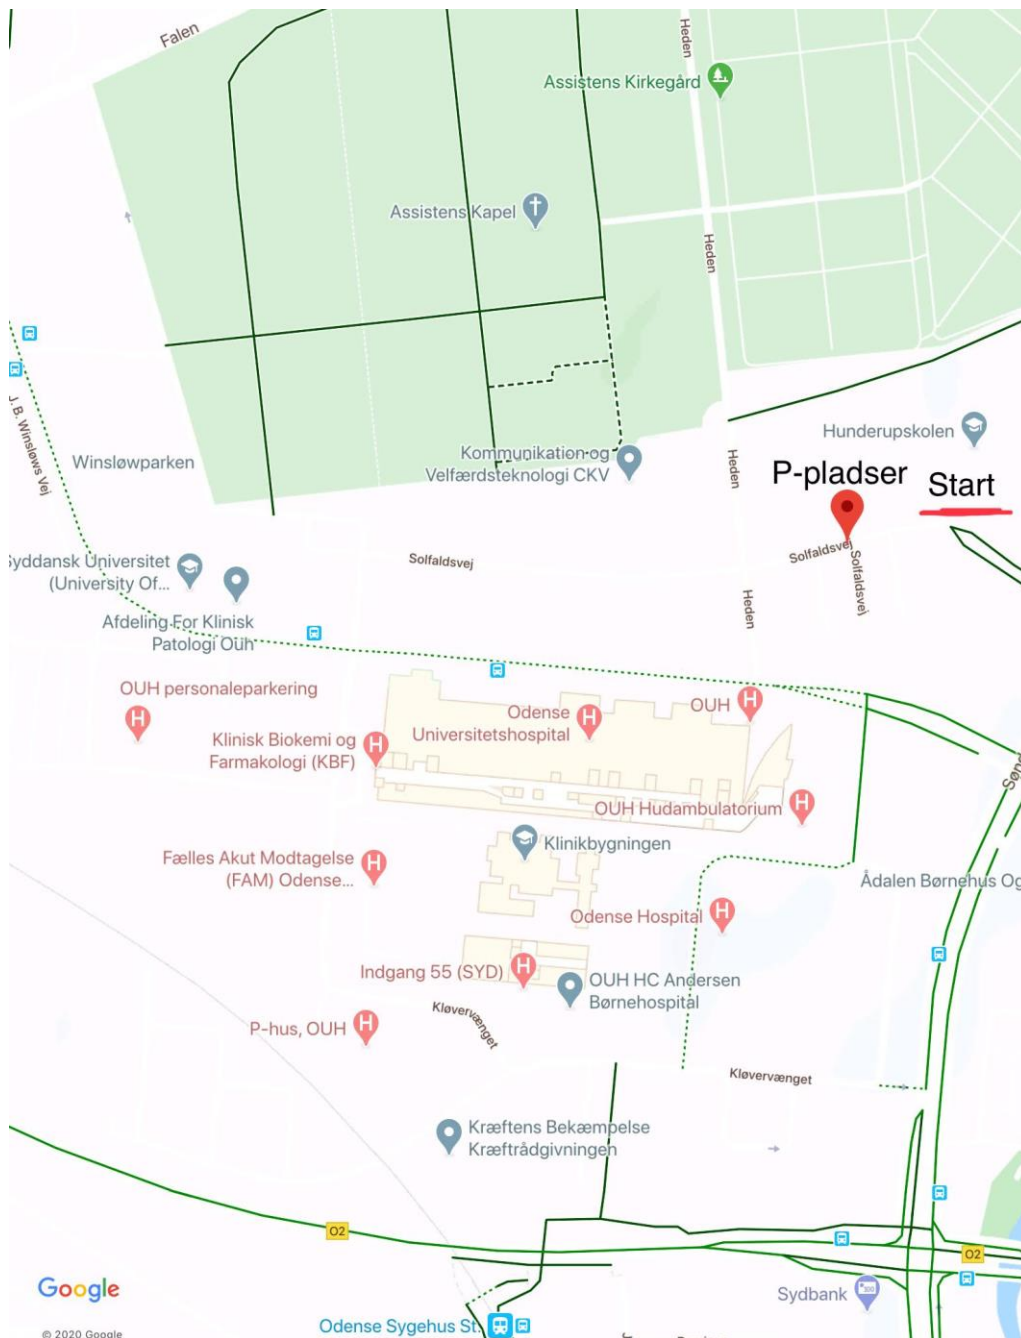 Falen
Heden
Assistens Kirkegård
Assistens Kapel
Heden
J. B. Winsløws Vej
Winsløwparken
Kommunikation og
Velfærdsteknologi CKV
Heden
Hunderupskolen
P-pladser
Start
Solfaldsvej
Solfaldsvej
Solfaldsvej
Syddansk Universitet
(University Of...
Afdeling For Klinisk
Patologi Ouh
Heden
OUH personaleparkering
H
Klinisk Biokemi og
Farmakologi (KBF)
H
Odense
Universitetshospital
H
OUH
H
OUH Hudambulatorium
H
Klinikbygningen
Fælles Akut Modtagelse
(FAM) Odense...
H
Ådalen Børnehus Og
Odense Hospital
H
Indgang 55 (SYD)
H
OUH HC Andersen
Børnehospital
P-hus, OUH
H
Kløvervænget
Kløvervænget
Kræftens Bekæmpelse
Kræftrådgivningen
O2
O2
Google
Sydbank
Odense Sygehus St.
© 2020 Google